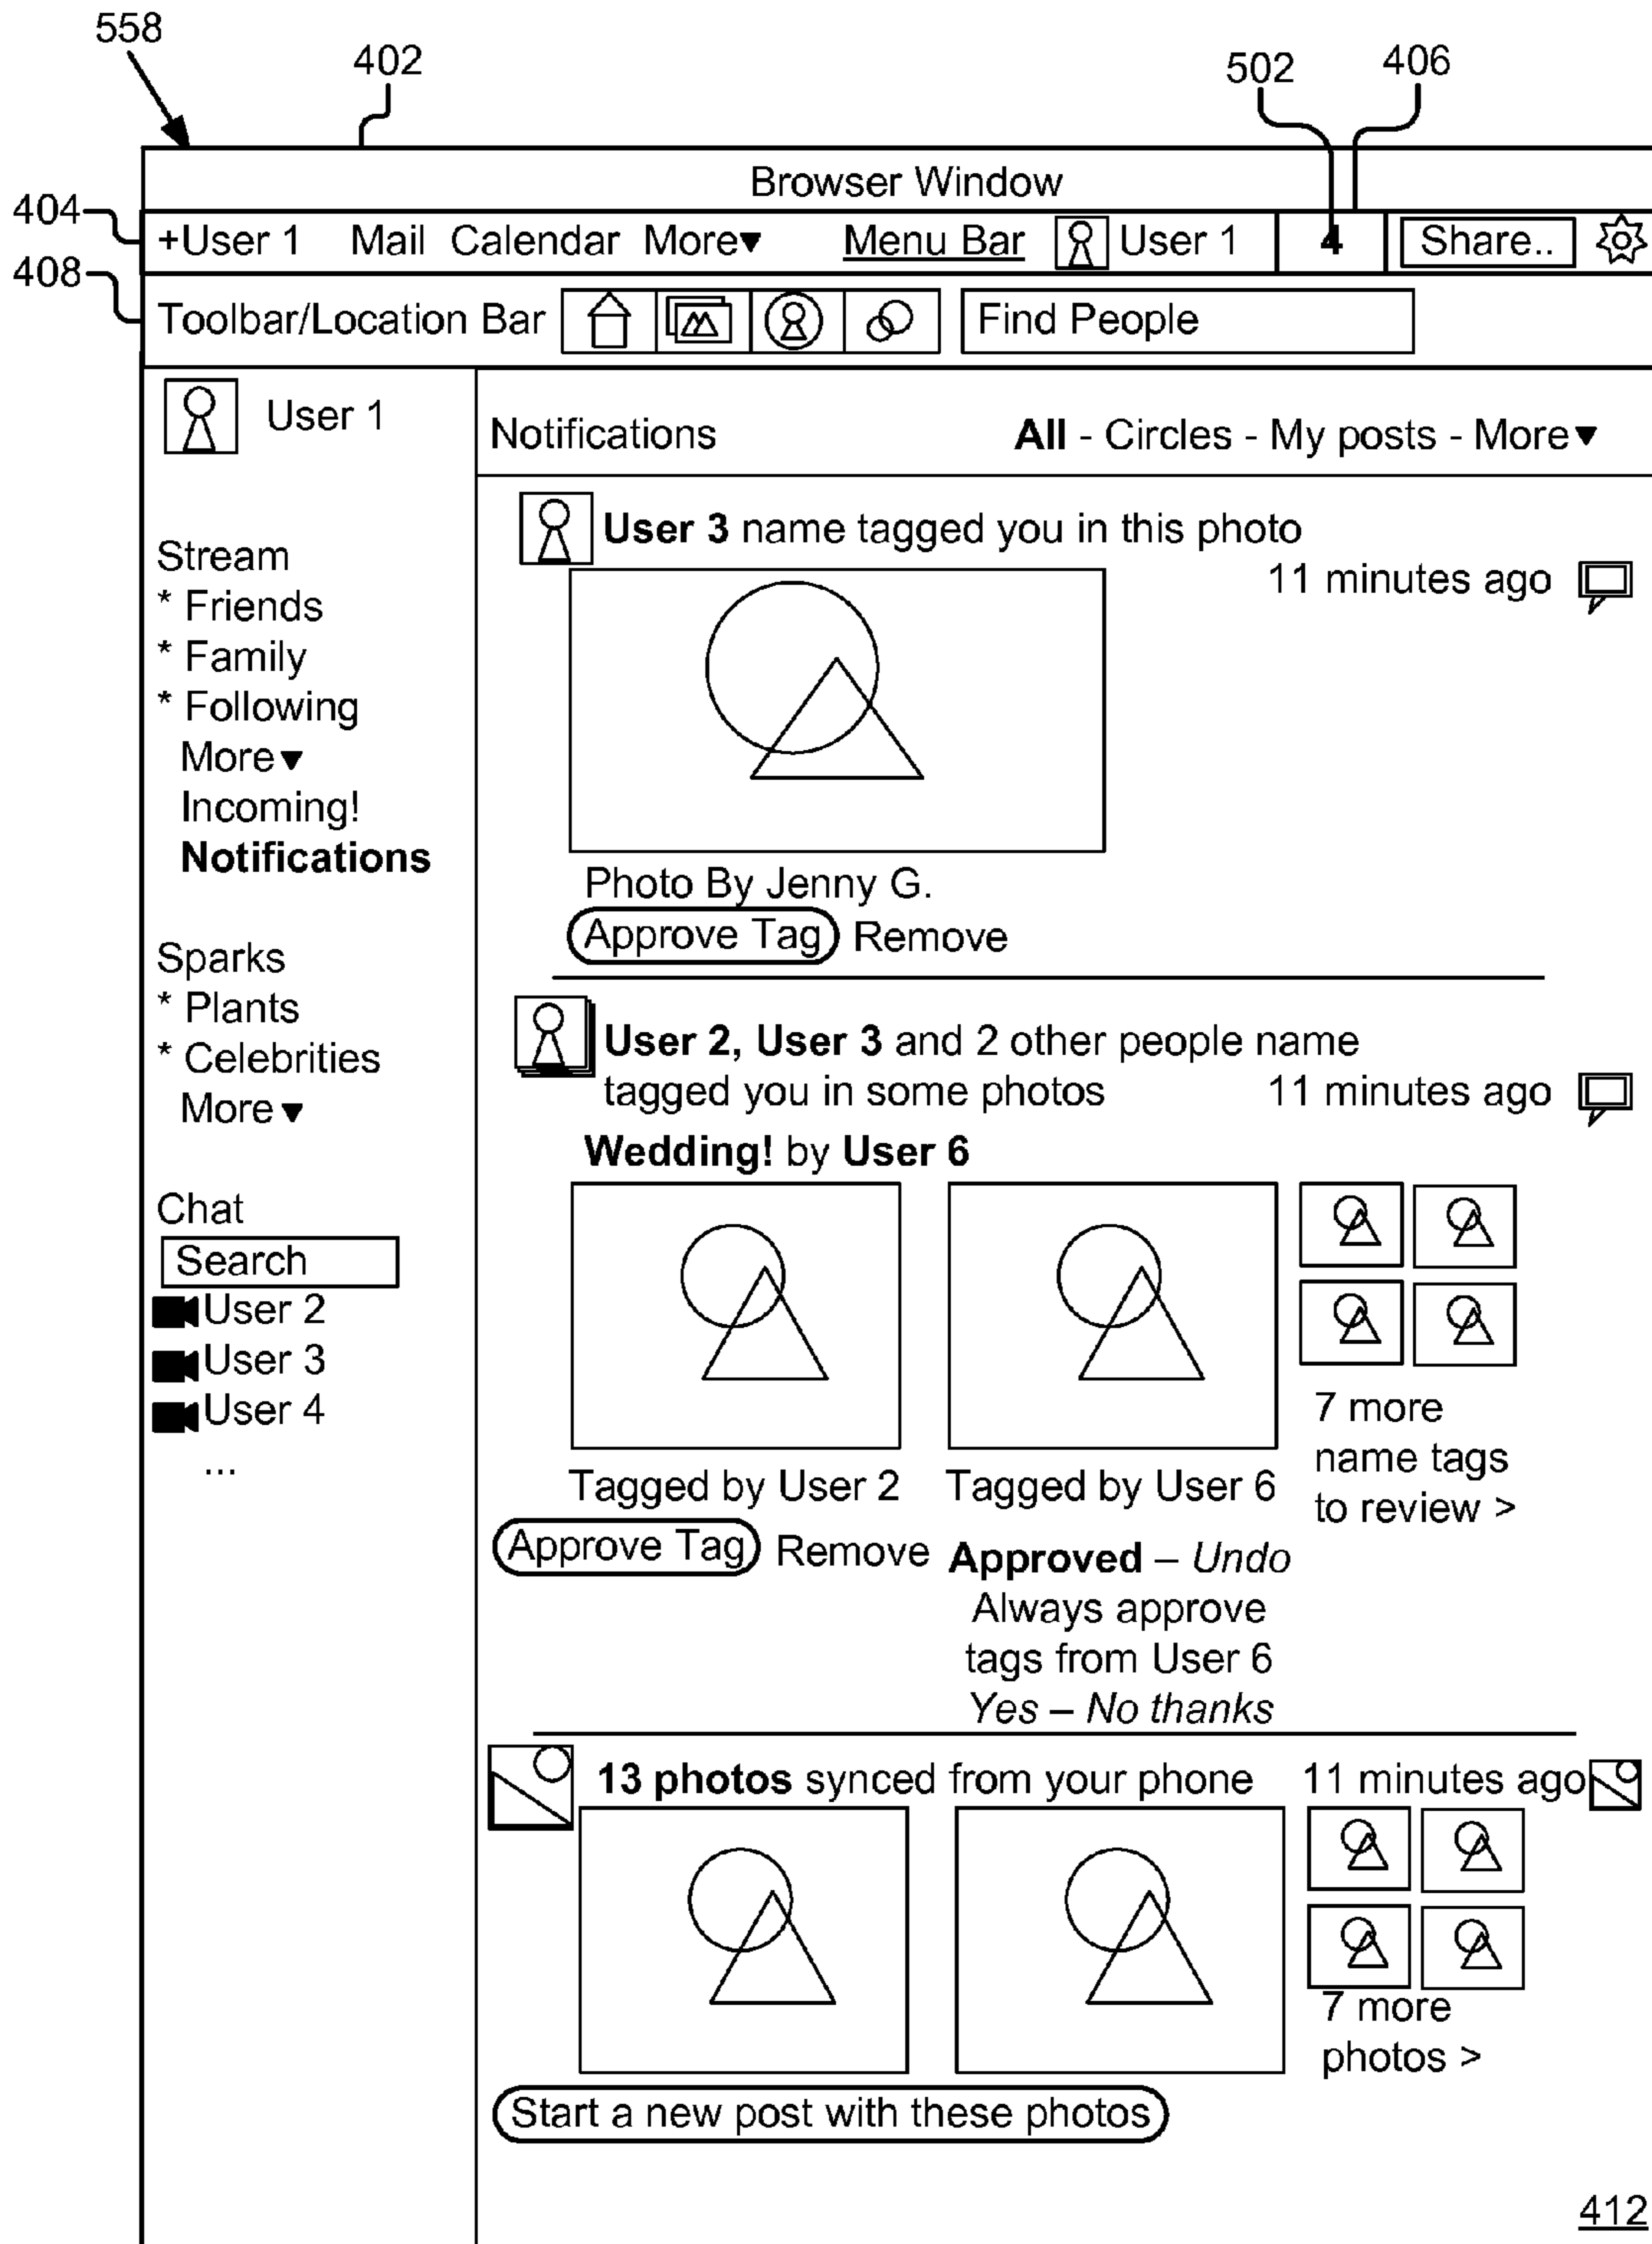 558
402
502
406
Browser Window
404
+User 1 Mail Calendar More▾ Menu Bar User 1 4 Share..
408
Toolbar/Location Bar Find People
User 1
Stream
* Friends
* Family
* Following
More▾
Incoming!
Notifications
Sparks
* Plants
* Celebrities
More▾
Chat
Search
User 2
User 3
User 4
...
Notifications All - Circles - My posts - More▾
User 3 name tagged you in this photo
11 minutes ago
Photo By Jenny G.
Approve Tag Remove
User 2, User 3 and 2 other people name
tagged you in some photos 11 minutes ago
Wedding! by User 6
Tagged by User 2
Approve Tag Remove
Tagged by User 6
Approved – Undo
Always approve
tags from User 6
Yes – No thanks
7 more
name tags
to review >
13 photos synced from your phone 11 minutes ago
7 more
photos >
Start a new post with these photos
412